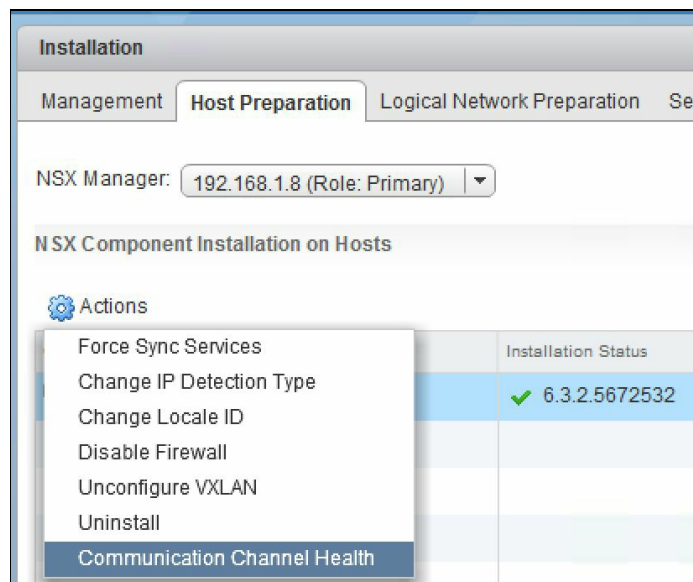 Installation
Management Host Preparation Logical Network Preparation Se
NSX Manager: 192.168.1.8 (Role: Primary)
NSX Component Installation on Hosts
Actions
Force Sync Services
Installation Status
Change IP Detection Type
6.3.2.5672532
Change Locale ID
Disable Firewall
Unconfigure VXLAN
Uninstall
Communication Channel Health